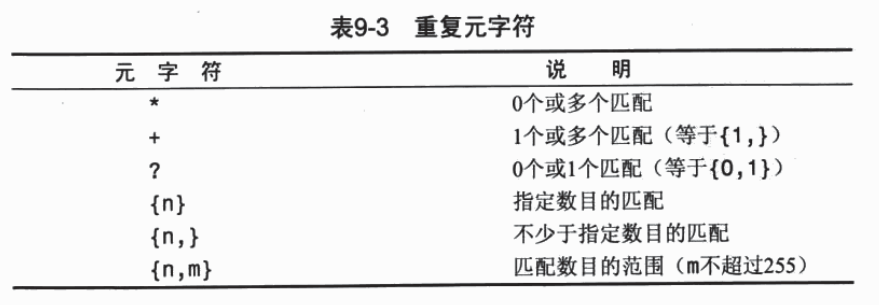 表9-3 重复元字符
元字符 说明
* 0个或多个匹配
+ 1个或多个匹配（等于{1,}）
? 0个或1个匹配（等于{0,1}）
{n} 指定数目的匹配
{n,} 不少于指定数目的匹配
{n,m} 匹配数目的范围（m不超过255）